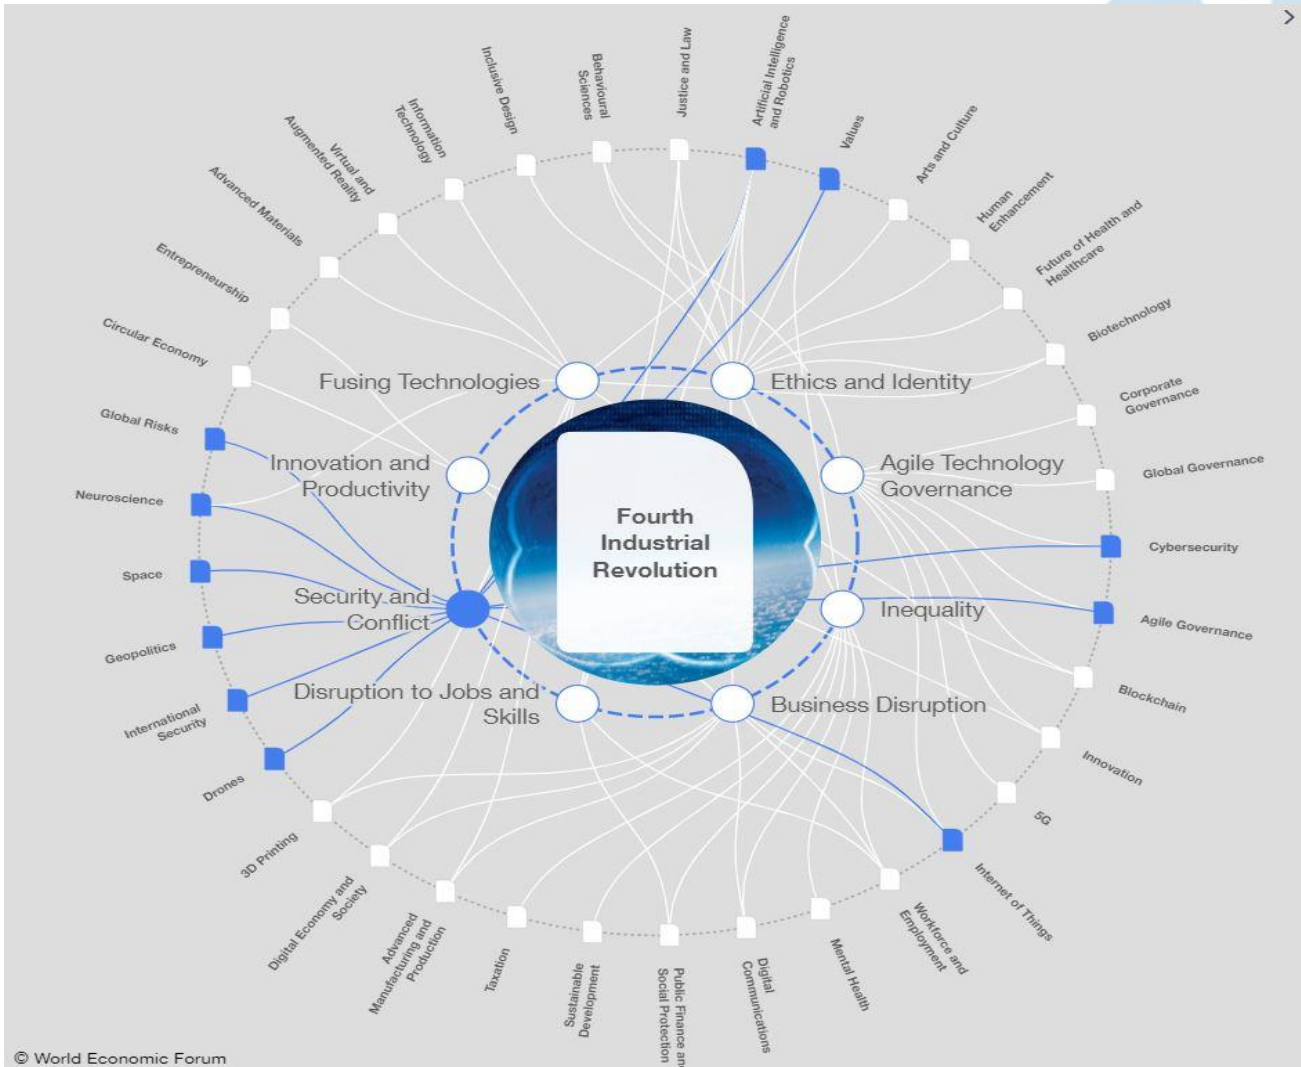 Fourth
Industrial
Revolution
Fusing Technologies
Ethics and Identity
Innovation and
Productivity
Agile Technology
Governance
Security and
Conflict
Inequality
Disruption to Jobs and
Skills
Business Disruption
Justice and Law
Artificial Intelligence
and Robotics
Values
Arts and Culture
Human
Enhancement
Future of Health and
Healthcare
Biotechnology
Corporate
Governance
Global Governance
Cybersecurity
Agile Governance
Blockchain
Innovation
5G
Internet of Things
Workforce and
Employment
Mental Health
Digital
Communications
Public Finance and
Social Protection
Sustainable
Development
Taxation
Advanced
Manufacturing and
Production
Digital Economy and
Society
3D Printing
Drones
International
Security
Geopolitics
Space
Neuroscience
Global Risks
Circular Economy
Entrepreneurship
Advanced Materials
Virtual and
Augmented Reality
Information
Technology
Inclusive Design
Behavioural
Sciences
© World Economic Forum